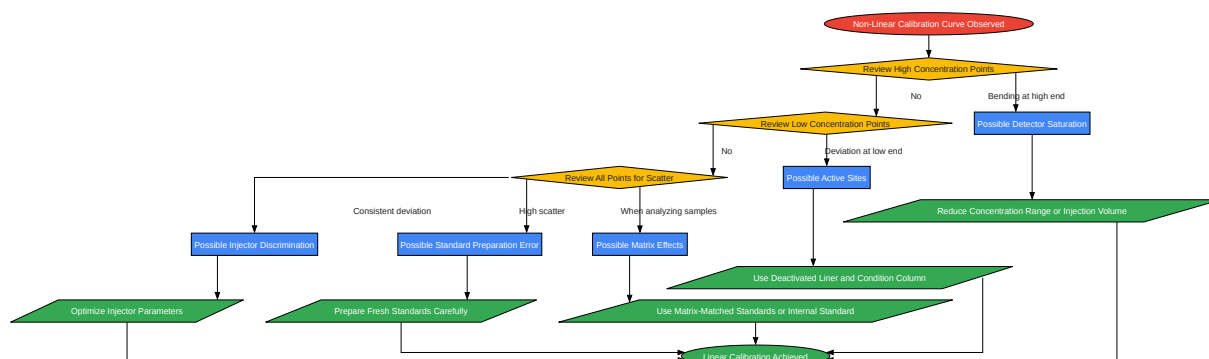 Non-Linear Calibration Curve Observed
Review High Concentration Points
No
Bending at high end
Review Low Concentration Points
Possible Detector Saturation
No
Deviation at low end
Review All Points for Scatter
Possible Active Sites
Consistent deviation
High scatter
When analyzing samples
Reduce Concentration Range or Injection Volume
Possible Injector Discrimination
Possible Standard Preparation Error
Possible Matrix Effects
Use Deactivated Liner and Condition Column
Optimize Injector Parameters
Prepare Fresh Standards Carefully
Use Matrix-Matched Standards or Internal Standard
Linear Calibration Achieved